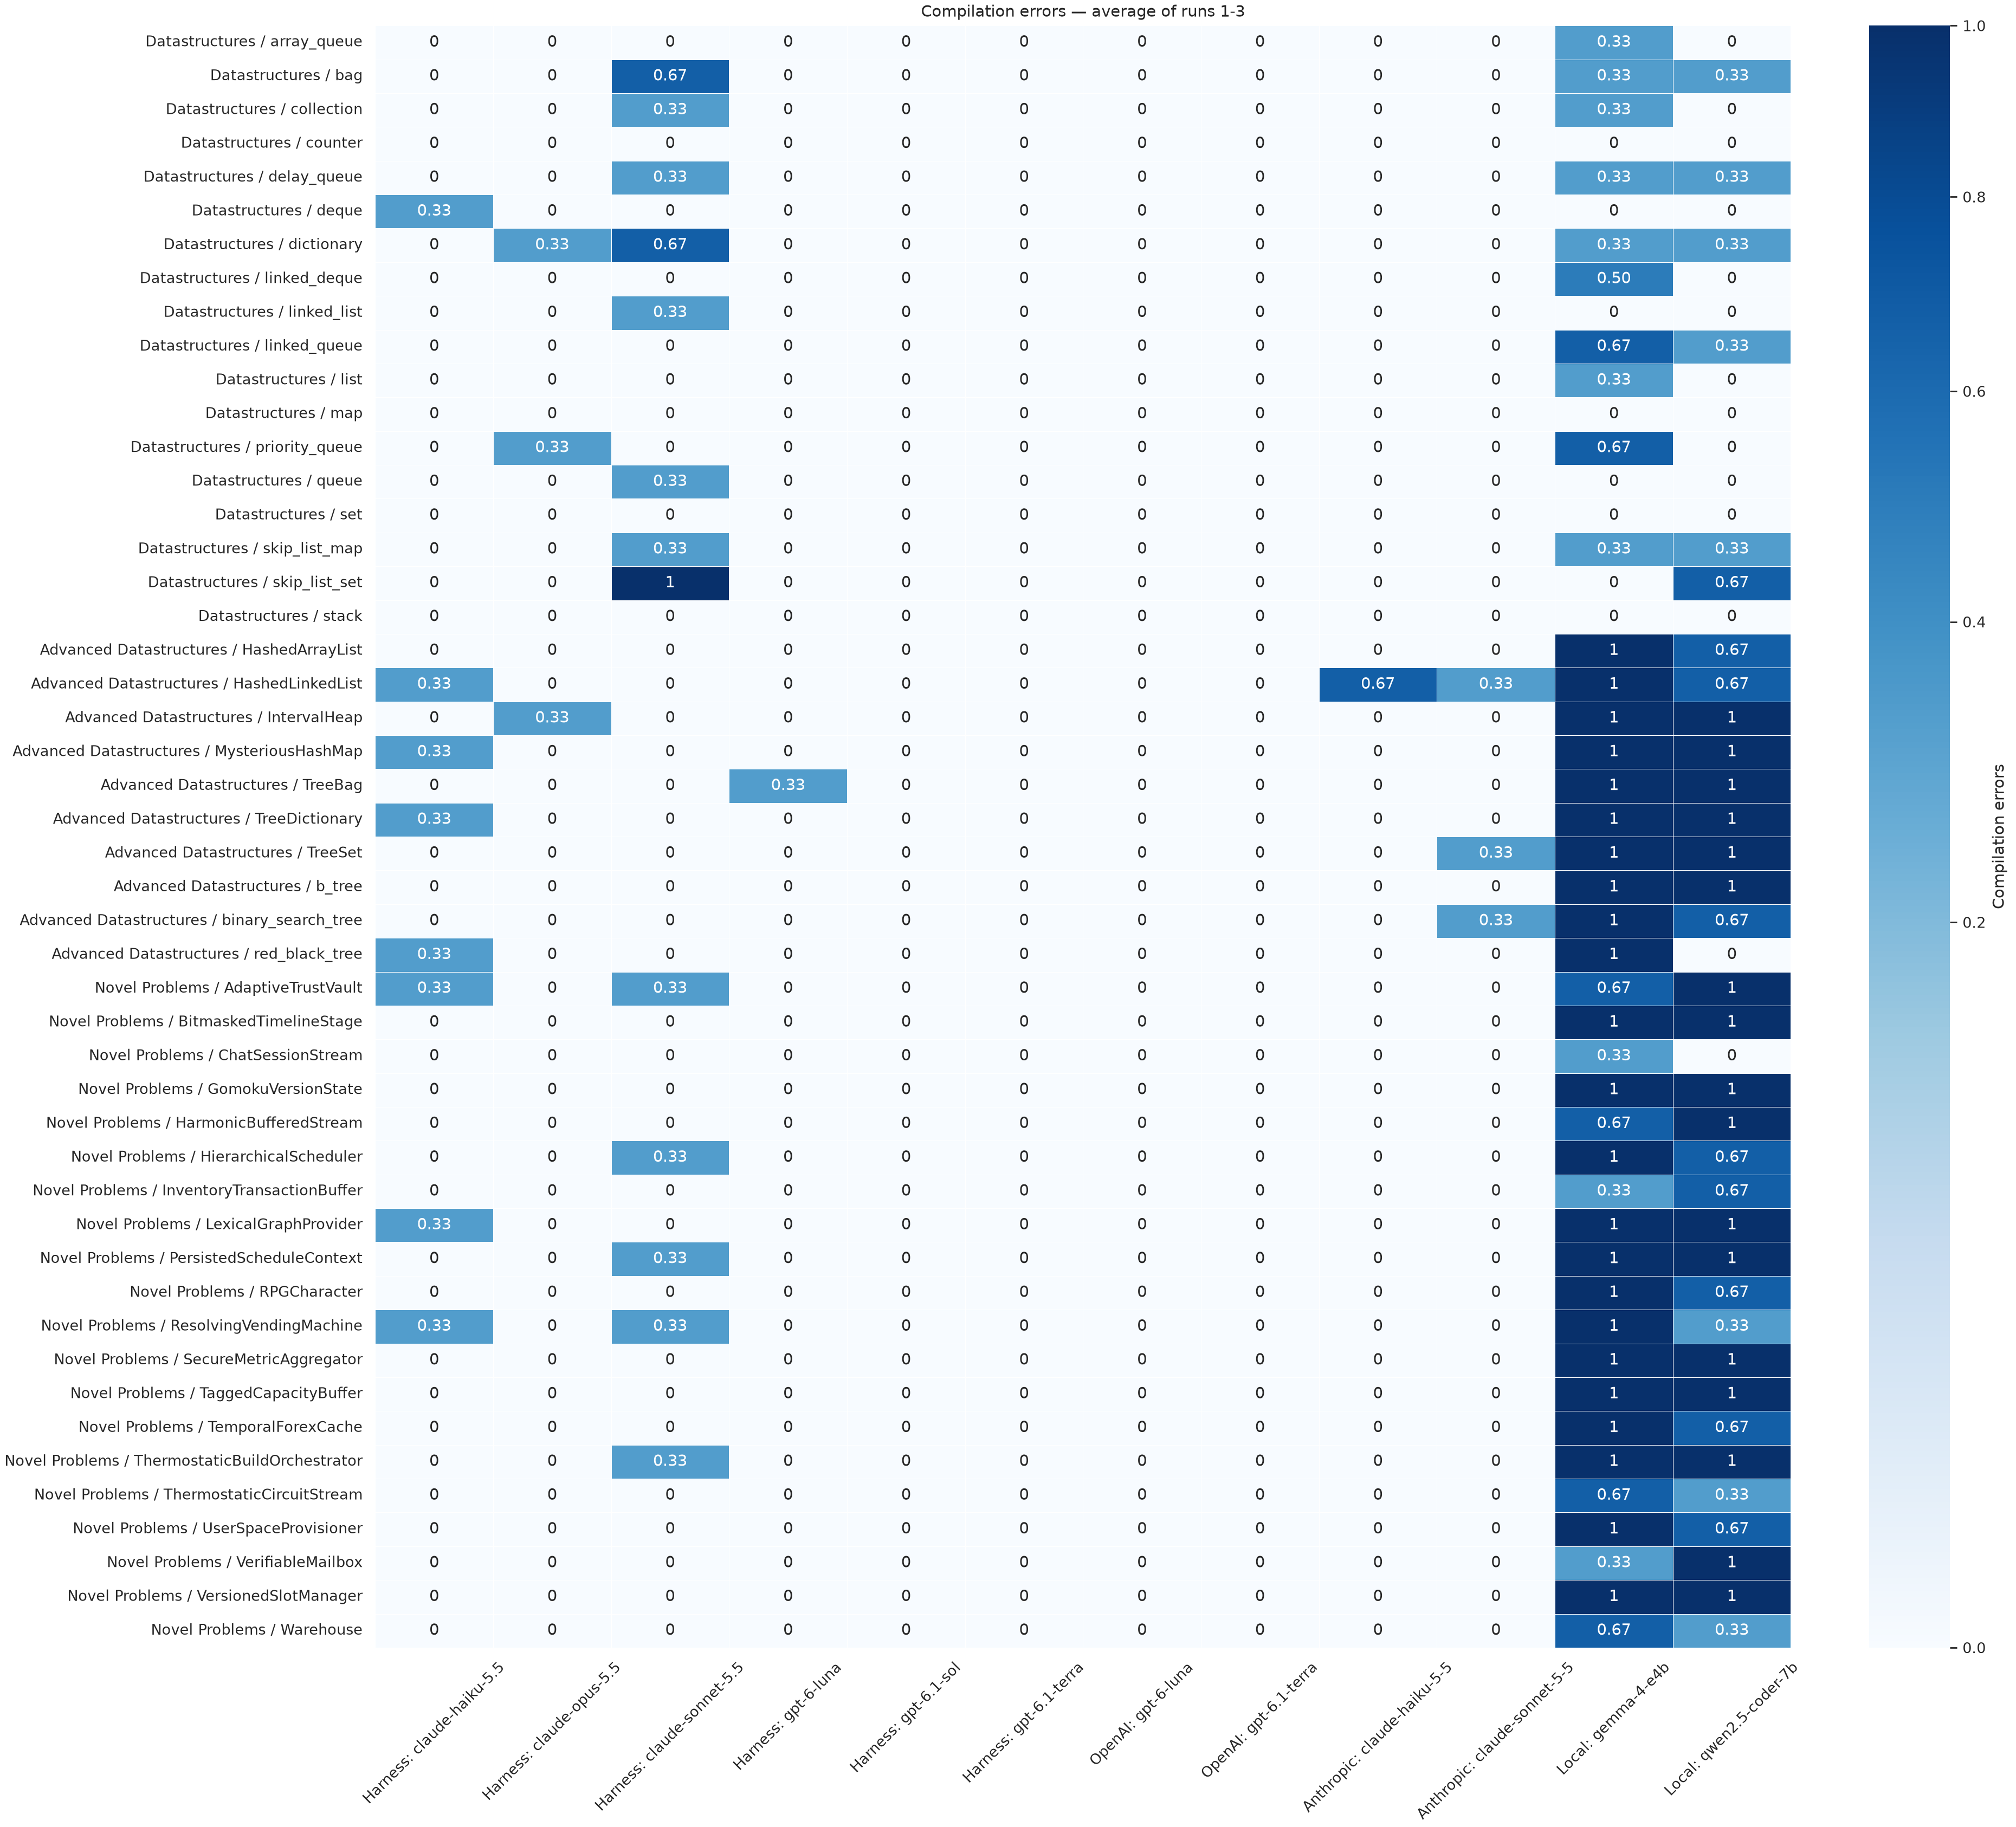 Compilation errors — average of runs 1-3
Datastructures / array_queue 0 0 0 0 0 0 0 0 0 0 0.33 0
Datastructures / bag 0 0 0.67 0 0 0 0 0 0 0 0.33 0.33
Datastructures / collection 0 0 0.33 0 0 0 0 0 0 0 0.33 0
Datastructures / counter 0 0 0 0 0 0 0 0 0 0 0 0
Datastructures / delay_queue 0 0 0.33 0 0 0 0 0 0 0 0.33 0.33
Datastructures / deque 0.33 0 0 0 0 0 0 0 0 0 0 0
Datastructures / dictionary 0 0.33 0.67 0 0 0 0 0 0 0 0.33 0.33
Datastructures / linked_deque 0 0 0 0 0 0 0 0 0 0 0.50 0
Datastructures / linked_list 0 0 0.33 0 0 0 0 0 0 0 0 0
Datastructures / linked_queue 0 0 0 0 0 0 0 0 0 0 0.67 0.33
Datastructures / list 0 0 0 0 0 0 0 0 0 0 0.33 0
Datastructures / map 0 0 0 0 0 0 0 0 0 0 0 0
Datastructures / priority_queue 0 0.33 0 0 0 0 0 0 0 0 0.67 0
Datastructures / queue 0 0 0.33 0 0 0 0 0 0 0 0 0
Datastructures / set 0 0 0 0 0 0 0 0 0 0 0 0
Datastructures / skip_list_map 0 0 0.33 0 0 0 0 0 0 0 0.33 0.33
Datastructures / skip_list_set 0 0 1 0 0 0 0 0 0 0 0 0.67
Datastructures / stack 0 0 0 0 0 0 0 0 0 0 0 0
Advanced Datastructures / HashedArrayList 0 0 0 0 0 0 0 0 0 0 1 0.67
Advanced Datastructures / HashedLinkedList 0.33 0 0 0 0 0 0 0 0.67 0.33 1 0.67
Advanced Datastructures / IntervalHeap 0 0.33 0 0 0 0 0 0 0 0 1 1
Advanced Datastructures / MysteriousHashMap 0.33 0 0 0 0 0 0 0 0 0 1 1
Advanced Datastructures / TreeBag 0 0 0 0.33 0 0 0 0 0 0 1 1
Advanced Datastructures / TreeDictionary 0.33 0 0 0 0 0 0 0 0 0 1 1
Advanced Datastructures / TreeSet 0 0 0 0 0 0 0 0 0 0.33 1 1
Advanced Datastructures / b_tree 0 0 0 0 0 0 0 0 0 0 1 1
Advanced Datastructures / binary_search_tree 0 0 0 0 0 0 0 0 0 0.33 1 0.67
Advanced Datastructures / red_black_tree 0.33 0 0 0 0 0 0 0 0 0 1 0
Novel Problems / AdaptiveTrustVault 0.33 0 0.33 0 0 0 0 0 0 0 0.67 1
Novel Problems / BitmaskedTimelineStage 0 0 0 0 0 0 0 0 0 0 1 1
Novel Problems / ChatSessionStream 0 0 0 0 0 0 0 0 0 0 0.33 0
Novel Problems / GomokuVersionState 0 0 0 0 0 0 0 0 0 0 1 1
Novel Problems / HarmonicBufferedStream 0 0 0 0 0 0 0 0 0 0 0.67 1
Novel Problems / HierarchicalScheduler 0 0 0.33 0 0 0 0 0 0 0 1 0.67
Novel Problems / InventoryTransactionBuffer 0 0 0 0 0 0 0 0 0 0 0.33 0.67
Novel Problems / LexicalGraphProvider 0.33 0 0 0 0 0 0 0 0 0 1 1
Novel Problems / PersistedScheduleContext 0 0 0.33 0 0 0 0 0 0 0 1 1
Novel Problems / RPGCharacter 0 0 0 0 0 0 0 0 0 0 1 0.67
Novel Problems / ResolvingVendingMachine 0.33 0 0.33 0 0 0 0 0 0 0 1 0.33
Novel Problems / SecureMetricAggregator 0 0 0 0 0 0 0 0 0 0 1 1
Novel Problems / TaggedCapacityBuffer 0 0 0 0 0 0 0 0 0 0 1 1
Novel Problems / TemporalForexCache 0 0 0 0 0 0 0 0 0 0 1 0.67
Novel Problems / ThermostaticBuildOrchestrator 0 0 0.33 0 0 0 0 0 0 0 1 1
Novel Problems / ThermostaticCircuitStream 0 0 0 0 0 0 0 0 0 0 0.67 0.33
Novel Problems / UserSpaceProvisioner 0 0 0 0 0 0 0 0 0 0 1 0.67
Novel Problems / VerifiableMailbox 0 0 0 0 0 0 0 0 0 0 0.33 1
Novel Problems / VersionedSlotManager 0 0 0 0 0 0 0 0 0 0 1 1
Novel Problems / Warehouse 0 0 0 0 0 0 0 0 0 0 0.67 0.33
Harness: claude-haiku-5.5
Harness: claude-opus-5.5
Harness: claude-sonnet-5.5
Harness: gpt-6-luna
Harness: gpt-6.1-sol
Harness: gpt-6.1-terra
OpenAI: gpt-6-luna
OpenAI: gpt-6.1-terra
Anthropic: claude-haiku-5-5
Anthropic: claude-sonnet-5-5
Local: gemma-4-e4b
Local: qwen2.5-coder-7b
1.0
0.8
0.6
0.4
0.2
0.0
Compilation errors